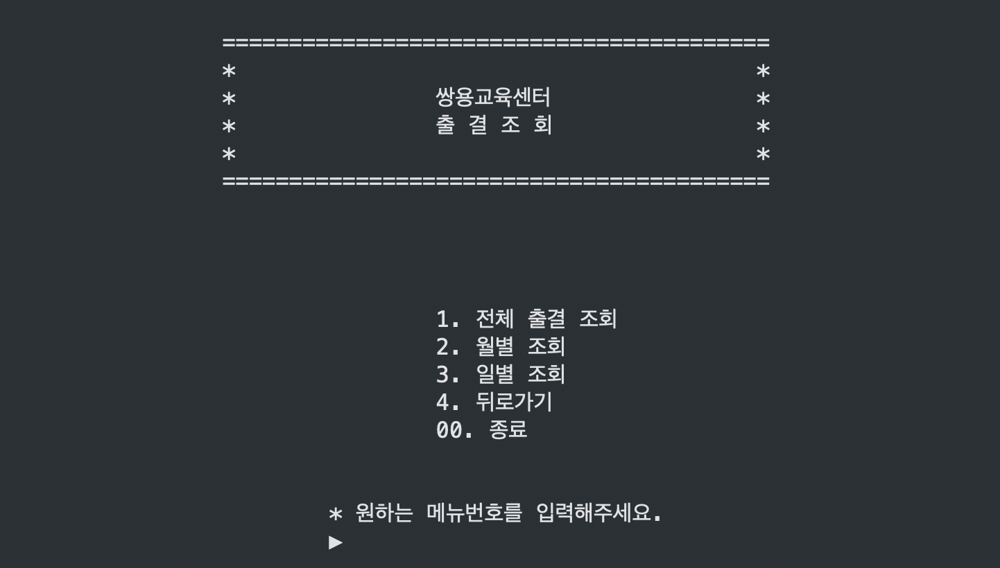 =========================================
* *
* 쌍용교육센터 *
* 출 결 조 회 *
* *
=========================================
1. 전체 출결 조회
2. 월별 조회
3. 일별 조회
4. 뒤로가기
00. 종료
* 원하는 메뉴번호를 입력해주세요.
▶